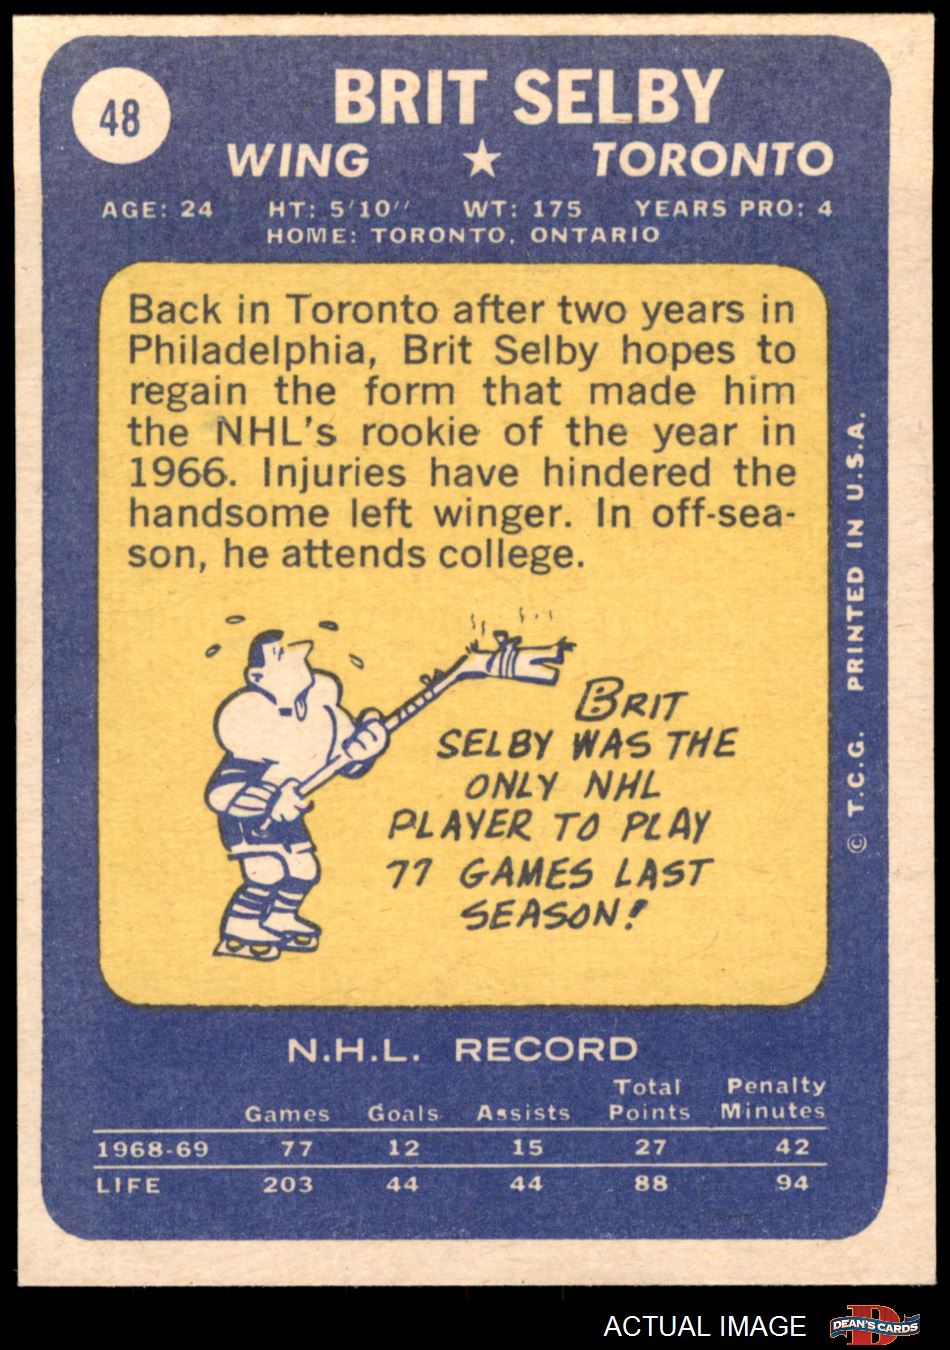 48
BRIT SELBY
WING ★ TORONTO
AGE: 24 HT: 5'10'' WT: 175 YEARS PRO: 4
HOME: TORONTO, ONTARIO
Back in Toronto after two years in
Philadelphia, Brit Selby hopes to
regain the form that made him
the NHL's rookie of the year in
1966. Injuries have hindered the
handsome left winger. In off-sea-
son, he attends college.
BRIT
SELBY WAS THE
ONLY NHL
PLAYER TO PLAY
77 GAMES LAST
SEASON!
© T.C.G. PRINTED IN U.S.A.
N.H.L. RECORD
Games Goals Assists Total Points Penalty Minutes
1968-69 77 12 15 27 42
LIFE 203 44 44 88 94
ACTUAL IMAGE
DEAN'S CARDS